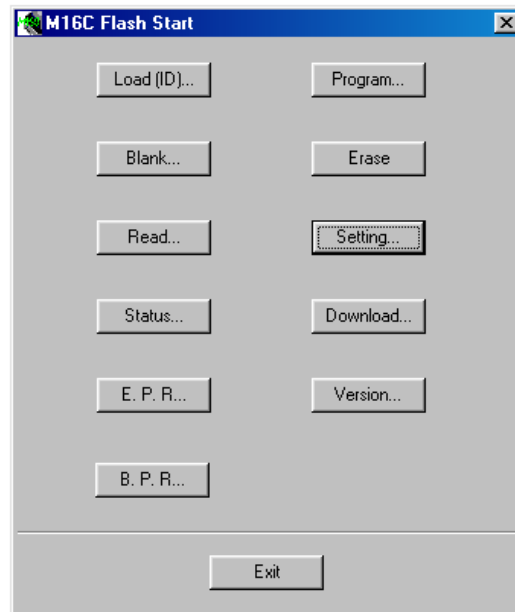 M16C Flash Start
Load (ID)... Program...
Blank... Erase
Read... Setting...
Status... Download...
E. P. R... Version...
B. P. R...
Exit